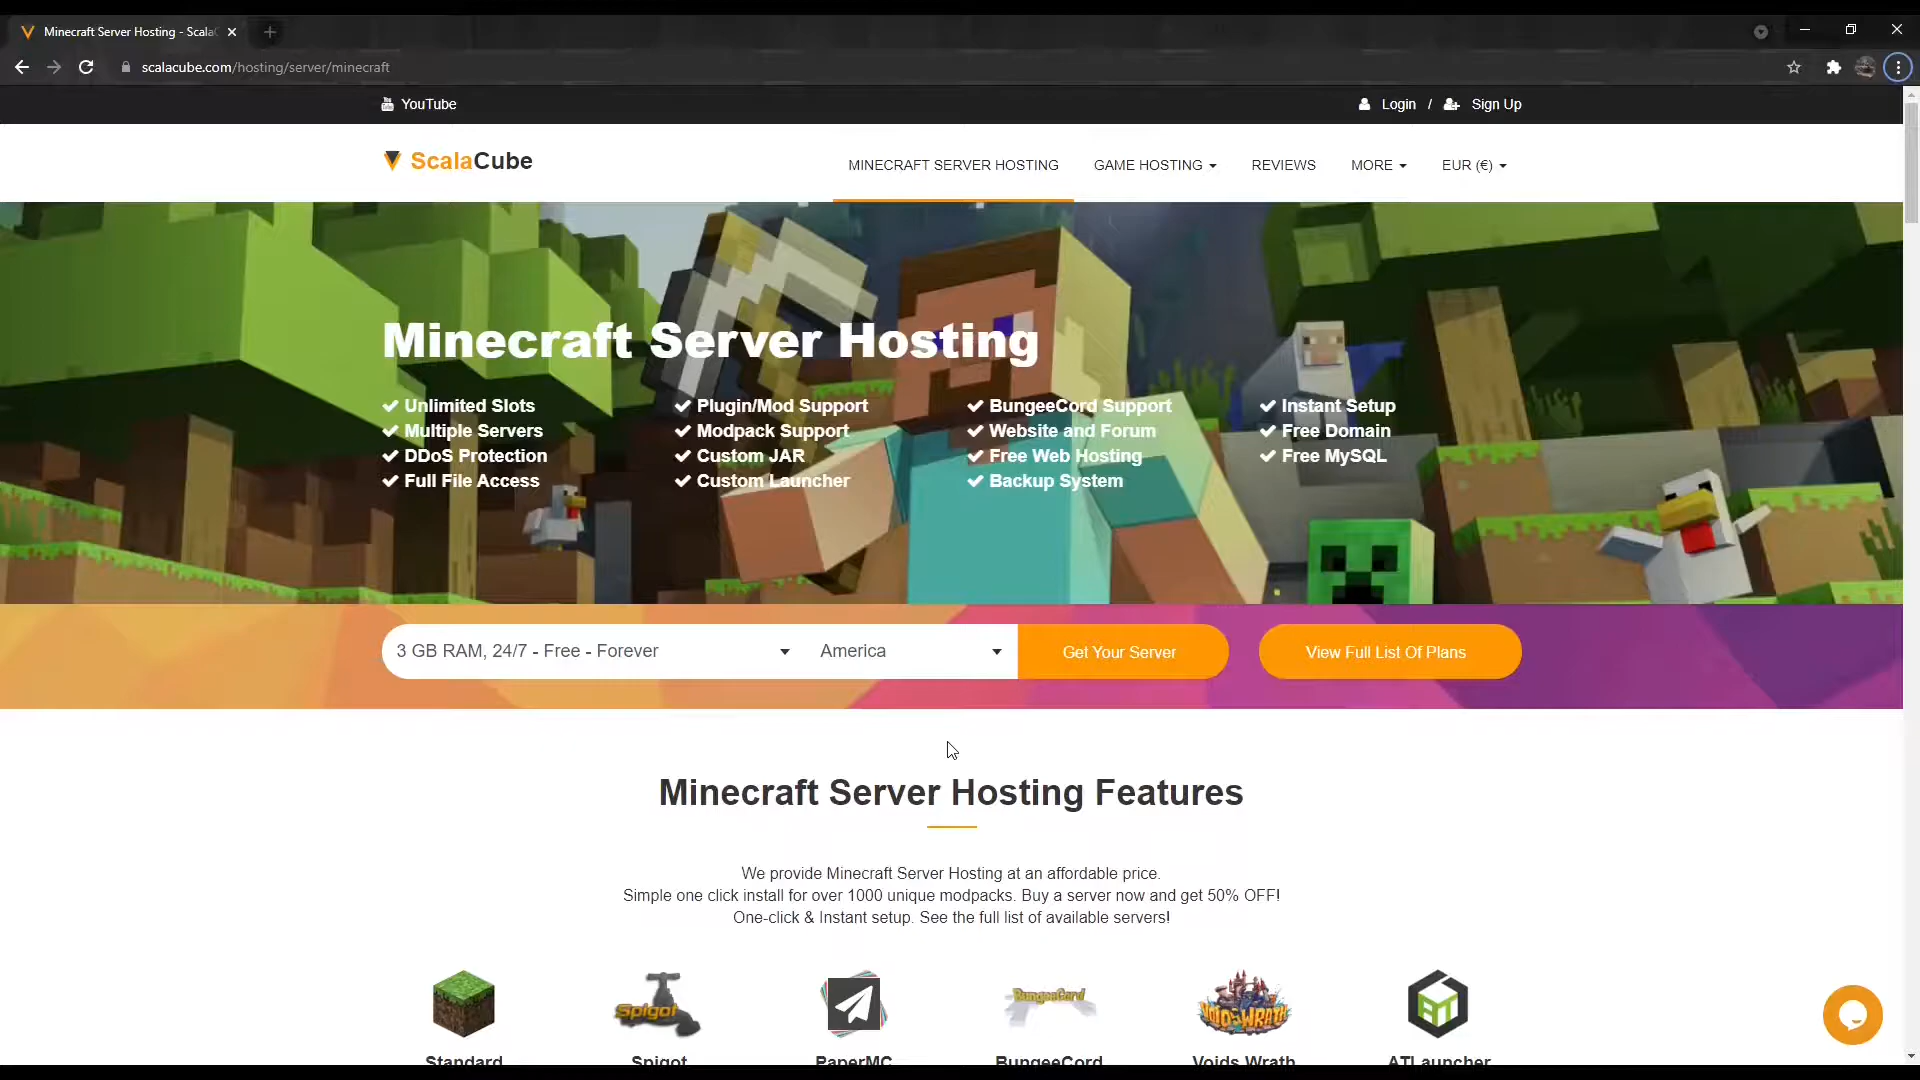 Minecraft Server Hosting - ScalaC
scalacube.com/hosting/server/minecraft
YouTube
Login / Sign Up
ScalaCube
MINECRAFT SERVER HOSTING
GAME HOSTING
REVIEWS
MORE
EUR (€)
Minecraft Server Hosting
Unlimited Slots
Multiple Servers
DDoS Protection
Full File Access
Plugin/Mod Support
Modpack Support
Custom JAR
Custom Launcher
BungeeCord Support
Website and Forum
Free Web Hosting
Backup System
Instant Setup
Free Domain
Free MySQL
3 GB RAM, 24/7 - Free - Forever
America
Get Your Server
View Full List Of Plans
Minecraft Server Hosting Features
We provide Minecraft Server Hosting at an affordable price.
Simple one click install for over 1000 unique modpacks. Buy a server now and get 50% OFF!
One-click & Instant setup. See the full list of available servers!
Spigot
BungeeCord
VOIDS WRATH
Standard
Spigot
PaperMC
BungeeCord
Voids Wrath
ATLauncher